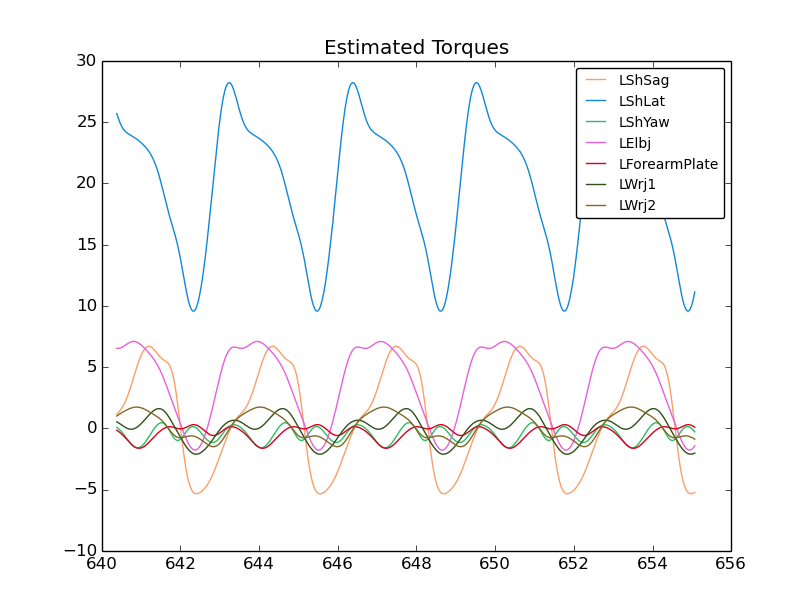 Estimated Torques
30
25
20
15
10
5
0
−5
−10
640 642 644 646 648 650 652 654 656
LShSag
LShLat
LShYaw
LElbj
LForearmPlate
LWrj1
LWrj2